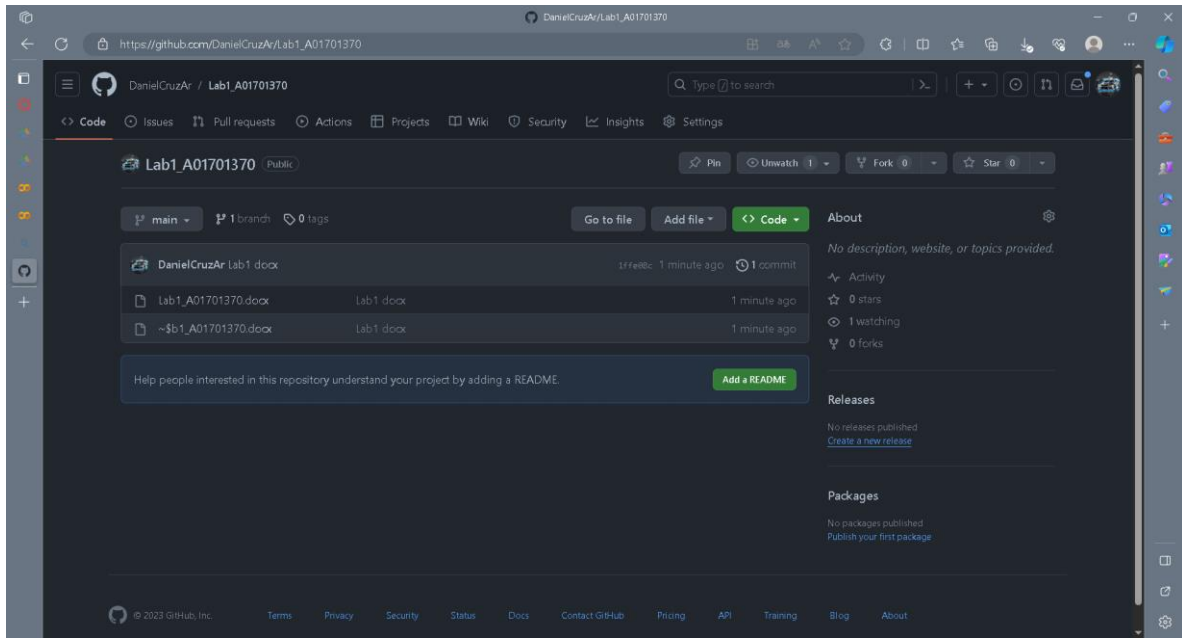 DanielCruzAr/Lab1_A01701370
https://github.com/DanielCruzAr/Lab1_A01701370
DanielCruzAr / Lab1_A01701370
Type / to search
Code Issues Pull requests Actions Projects Wiki Security Insights Settings
Lab1_A01701370 Public
Pin Unwatch 1 Fork 0 Star 0
main 1 branch 0 tags
Go to file Add file Code
About
No description, website, or topics provided.
DanielCruzAr Lab1 docx 1 minute ago 1 commit
Activity
Lab1_A01701370.docx Lab1 docx 1 minute ago
0 stars
~$b1_A01701370.docx Lab1 docx 1 minute ago
1 watching
0 forks
Help people interested in this repository understand your project by adding a README. Add a README
Releases
No releases published
Create a new release
Packages
No packages published
Publish your first package
© 2023 GitHub, Inc. Terms Privacy Security Status Docs Contact GitHub Pricing API Training Blog About